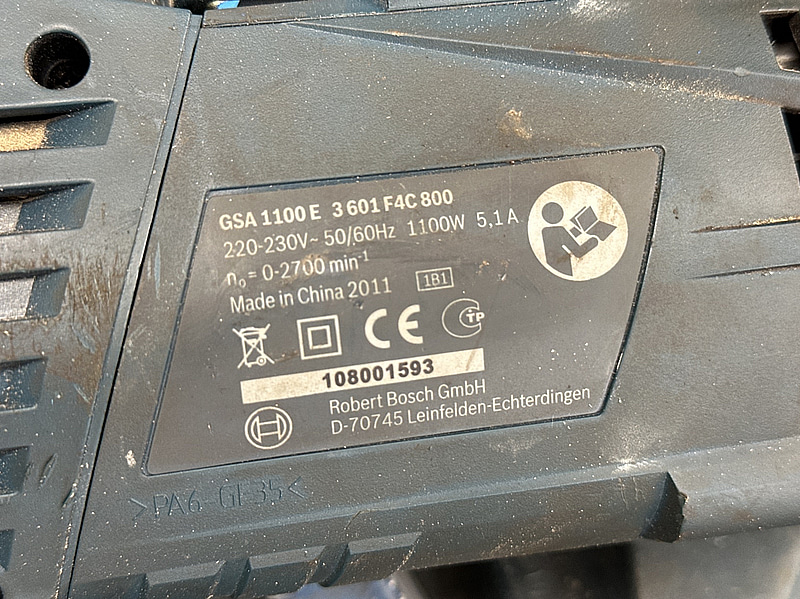 GSA 1100 E 3 601 F4C 800
220-230V~ 50/60Hz 1100W 5,1 A
n₀ = 0-2700 min⁻¹
Made in China 2011 1B1
CE
108001593
Robert Bosch GmbH
D-70745 Leinfelden-Echterdingen
>PA6-GF35<